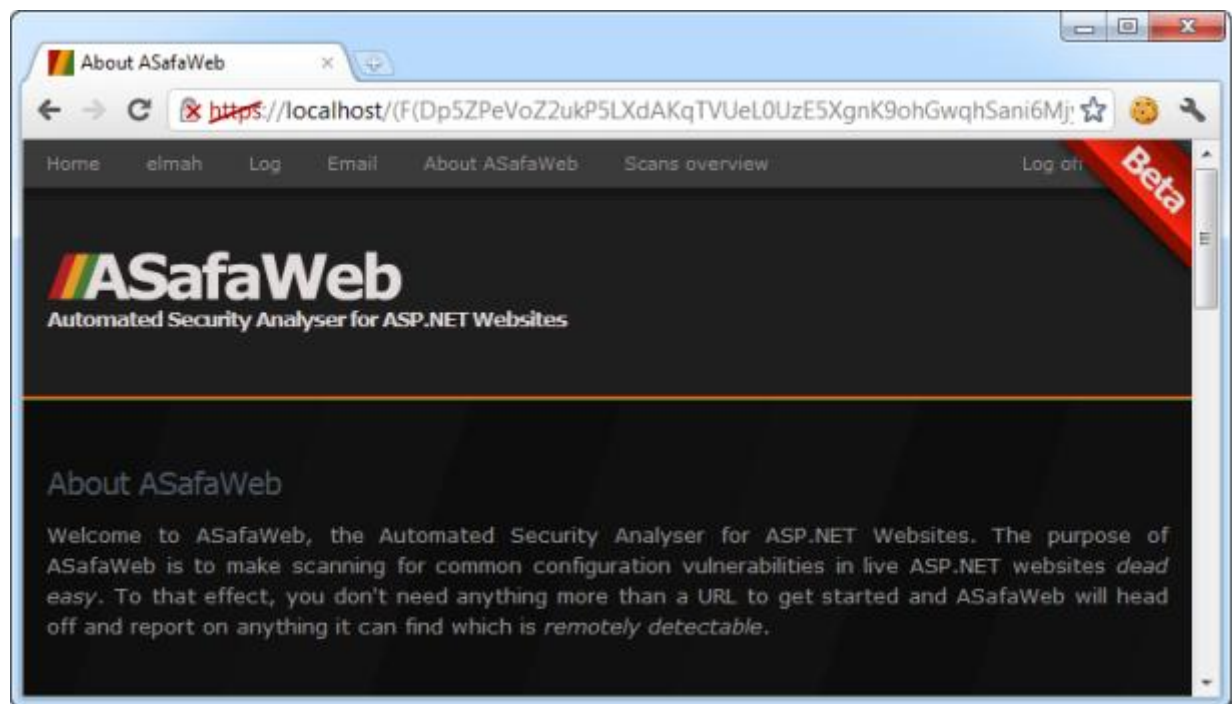 About ASafaWeb
https://localhost/(F(Dp5ZPeVoZ2ukP5LXdAKqTVUeL0UzE5XgnK9ohGwqhSani6Mj
Home elmah Log Email About ASafaWeb Scans overview Log off
Beta
ASafaWeb
Automated Security Analyser for ASP.NET Websites
About ASafaWeb
Welcome to ASafaWeb, the Automated Security Analyser for ASP.NET Websites. The purpose of
ASafaWeb is to make scanning for common configuration vulnerabilities in live ASP.NET websites dead
easy. To that effect, you don't need anything more than a URL to get started and ASafaWeb will head
off and report on anything it can find which is remotely detectable.